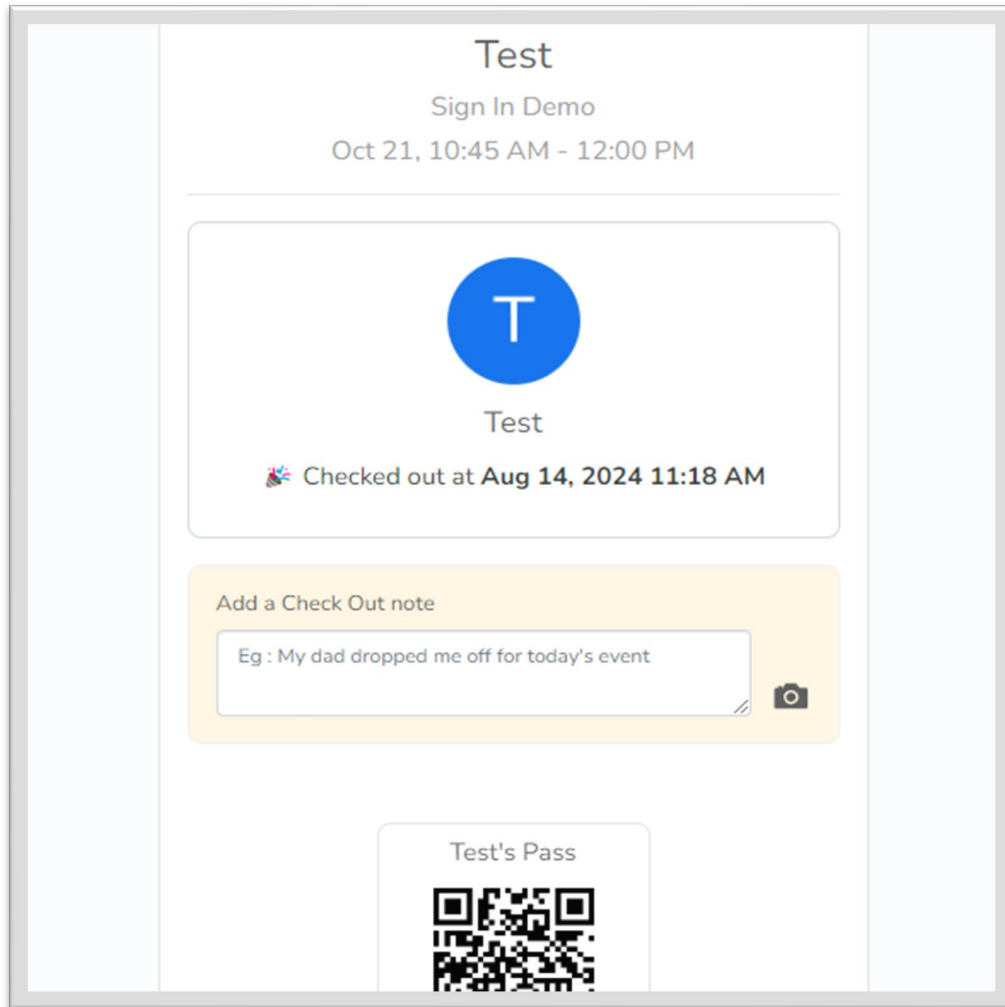 Test
Sign In Demo
Oct 21, 10:45 AM - 12:00 PM
T
Test
🎉 Checked out at Aug 14, 2024 11:18 AM
Add a Check Out note
Eg : My dad dropped me off for today's event
Test's Pass